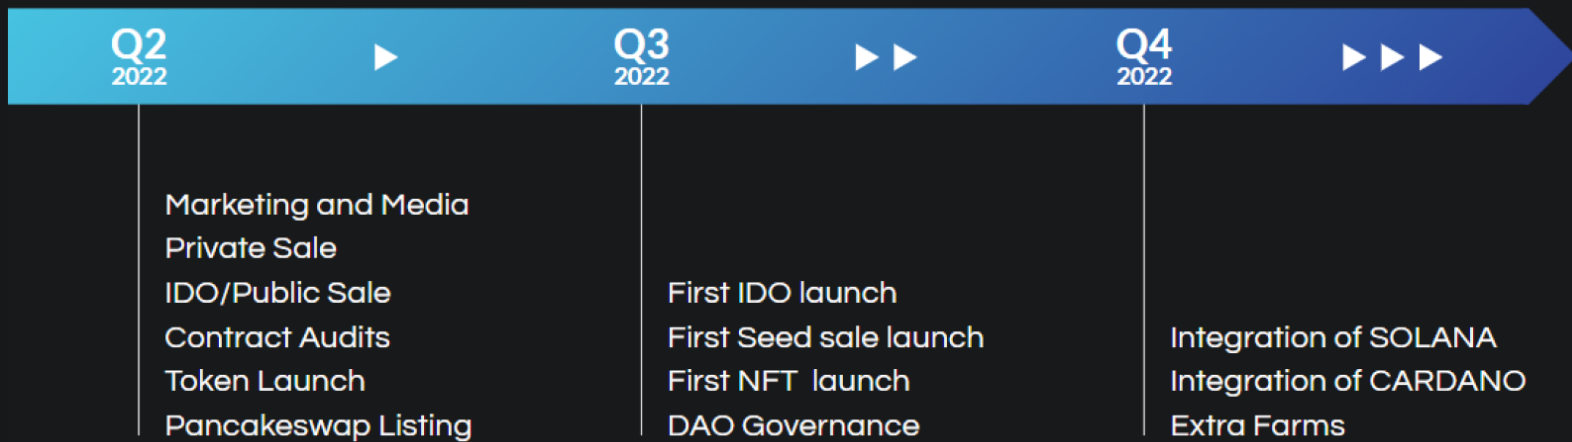 Q2
2022
Q3
2022
Q4
2022
Marketing and Media
Private Sale
IDO/Public Sale
Contract Audits
Token Launch
Pancakeswap Listing
First IDO launch
First Seed sale launch
First NFT launch
DAO Governance
Integration of SOLANA
Integration of CARDANO
Extra Farms